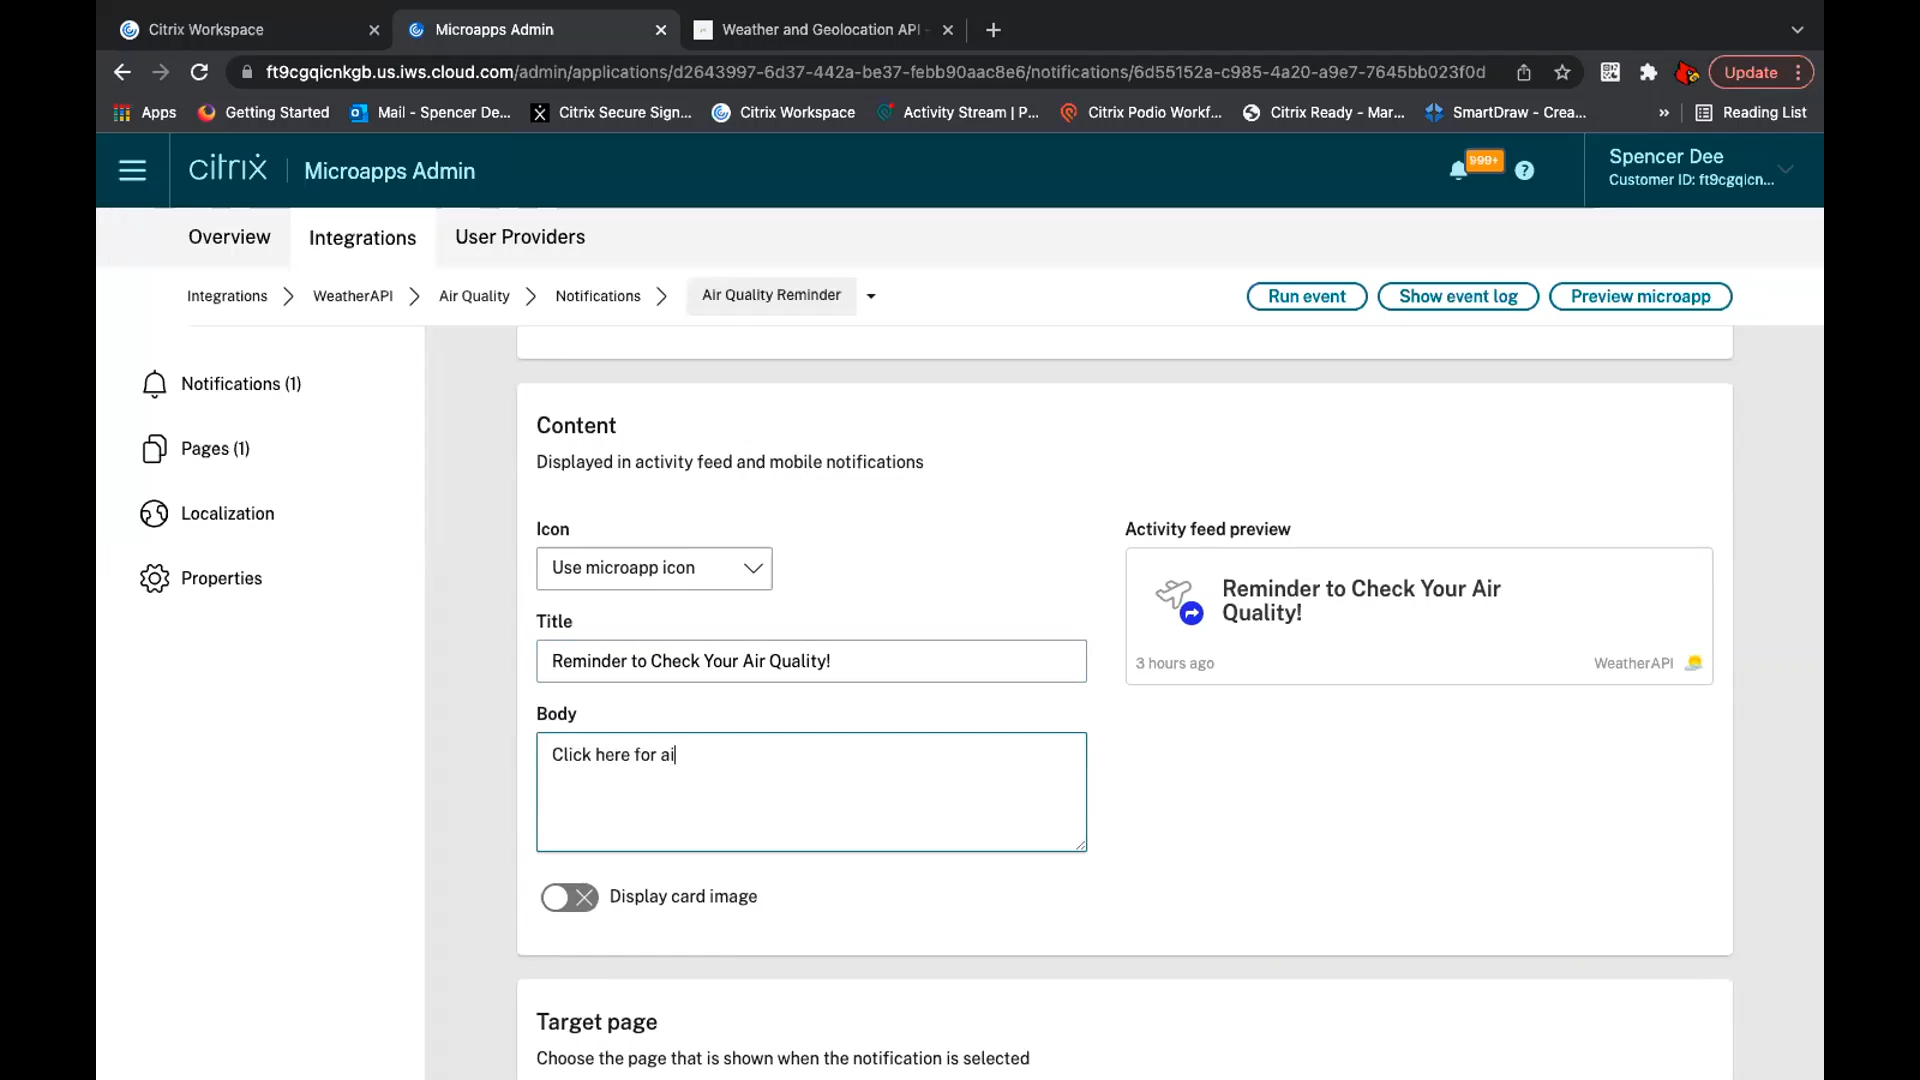 Citrix Workspace
Microapps Admin
Weather and Geolocation API -
ft9cgqicnkgb.us.iws.cloud.com/admin/applications/d2643997-6d37-442a-be37-febb90aac8e6/notifications/6d55152a-c985-4a20-a9e7-7645bb023f0d
Update
Apps
Getting Started
Mail - Spencer De...
Citrix Secure Sign...
Citrix Workspace
Activity Stream | P...
Citrix Podio Workf...
Citrix Ready - Mar...
SmartDraw - Crea...
»
Reading List
citrix
Microapps Admin
999+
?
Spencer Dee
Customer ID: ft9cgqicn...
Overview
Integrations
User Providers
Integrations
WeatherAPI
Air Quality
Notifications
Air Quality Reminder
Run event
Show event log
Preview microapp
Notifications (1)
Pages (1)
Localization
Properties
Content
Displayed in activity feed and mobile notifications
Icon
Use microapp icon
Title
Reminder to Check Your Air Quality!
Body
Click here for ai
Display card image
Activity feed preview
Reminder to Check Your Air
Quality!
3 hours ago
WeatherAPI
Target page
Choose the page that is shown when the notification is selected